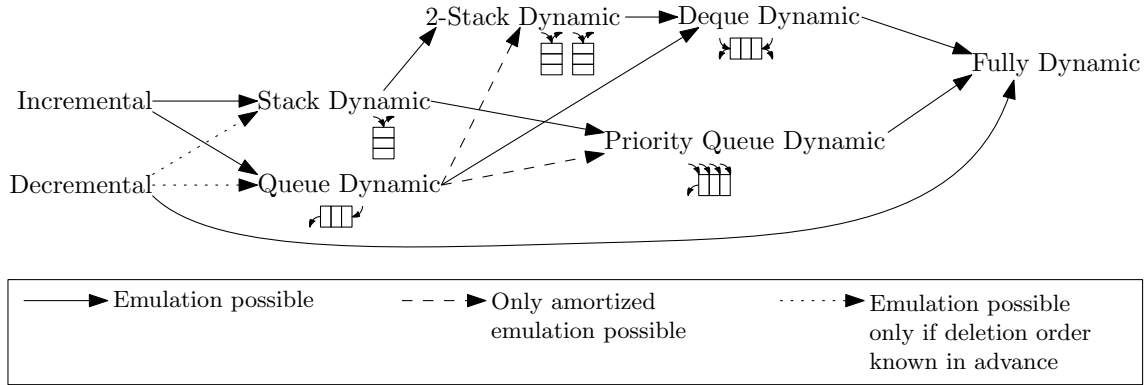 2-Stack Dynamic
Deque Dynamic
Fully Dynamic
Incremental
Stack Dynamic
Priority Queue Dynamic
Decremental
Queue Dynamic
Emulation possible
Only amortized
emulation possible
Emulation possible
only if deletion order
known in advance